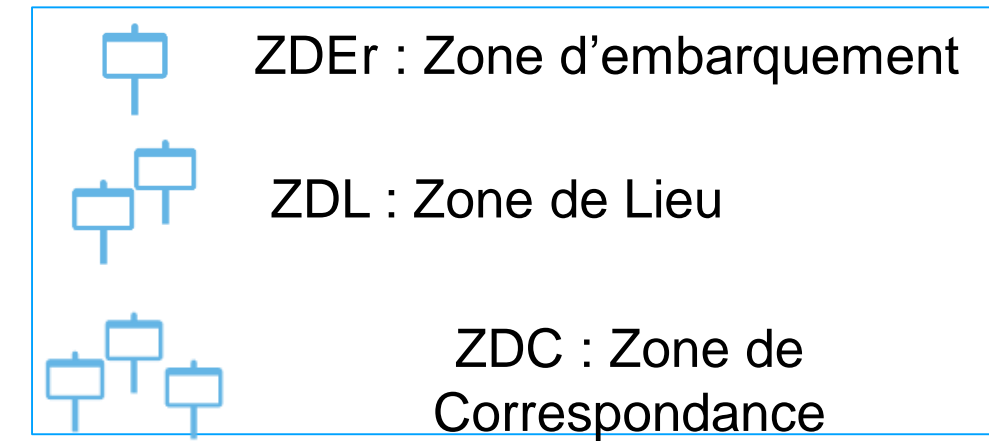 ZDEr : Zone d’embarquement
ZDL : Zone de Lieu
ZDC : Zone de
Correspondance